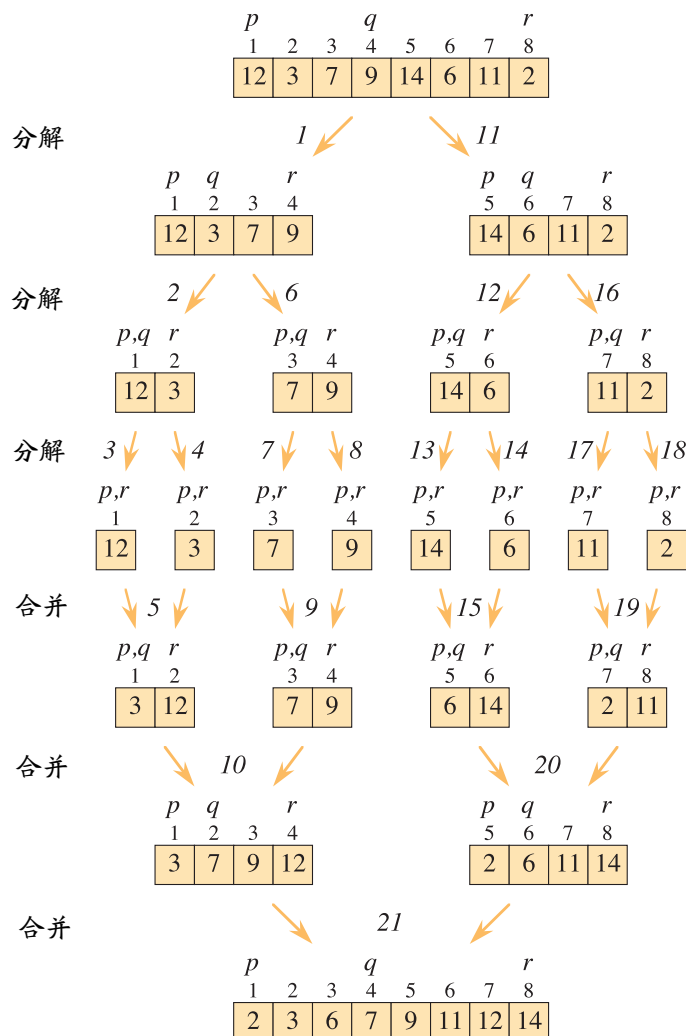 p q r
1 2 3 4 5 6 7 8
12 3 7 9 14 6 11 2
分解 1 11
p q r p q r
1 2 3 4 5 6 7 8
12 3 7 9 14 6 11 2
分解 2 6 12 16
p,q r p,q r p,q r p,q r
1 2 3 4 5 6 7 8
12 3 7 9 14 6 11 2
分解 3 4 7 8 13 14 17 18
p,r p,r p,r p,r p,r p,r p,r p,r
1 2 3 4 5 6 7 8
12 3 7 9 14 6 11 2
合并 5 9 15 19
p,q r p,q r p,q r p,q r
1 2 3 4 5 6 7 8
3 12 7 9 6 14 2 11
合并 10 20
p q r p q r
1 2 3 4 5 6 7 8
3 7 9 12 2 6 11 14
合并 21
p q r
1 2 3 4 5 6 7 8
2 3 6 7 9 11 12 14